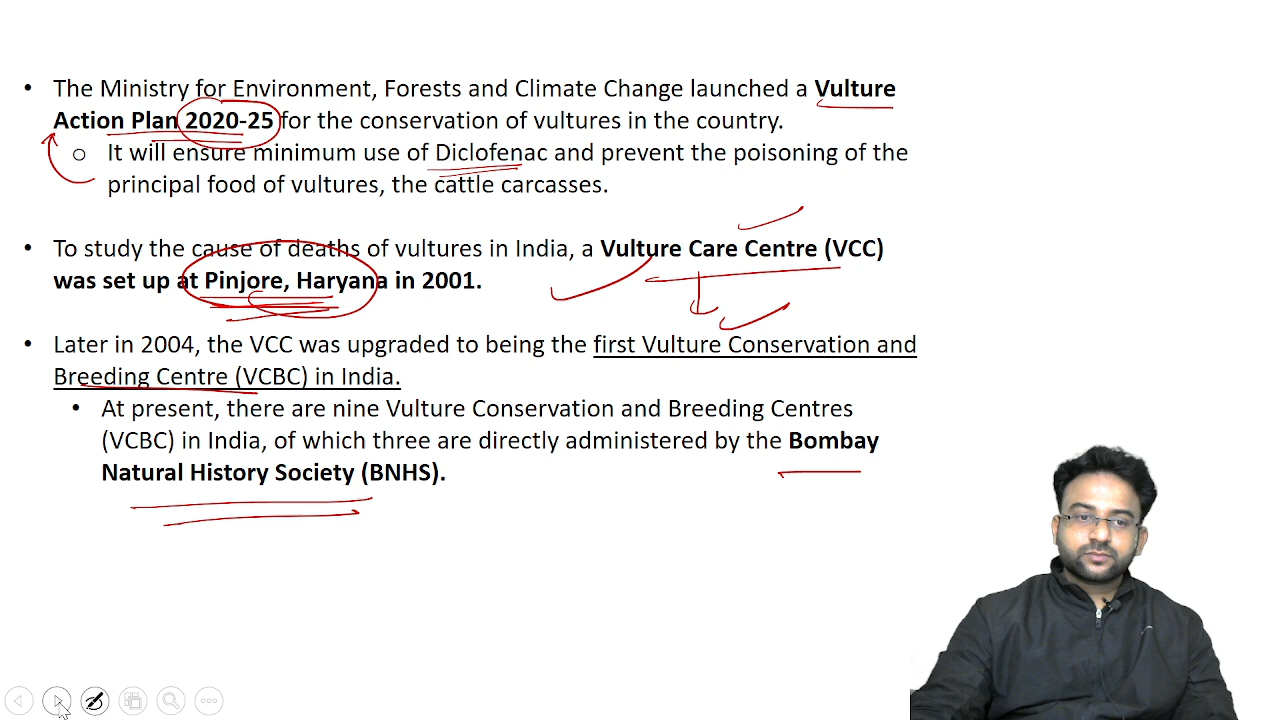 • The Ministry for Environment, Forests and Climate Change launched a Vulture
Action Plan 2020-25 for the conservation of vultures in the country.
o It will ensure minimum use of Diclofenac and prevent the poisoning of the
principal food of vultures, the cattle carcasses.
• To study the cause of deaths of vultures in India, a Vulture Care Centre (VCC)
was set up at Pinjore, Haryana in 2001.
• Later in 2004, the VCC was upgraded to being the first Vulture Conservation and
Breeding Centre (VCBC) in India.
• At present, there are nine Vulture Conservation and Breeding Centres
(VCBC) in India, of which three are directly administered by the Bombay
Natural History Society (BNHS).